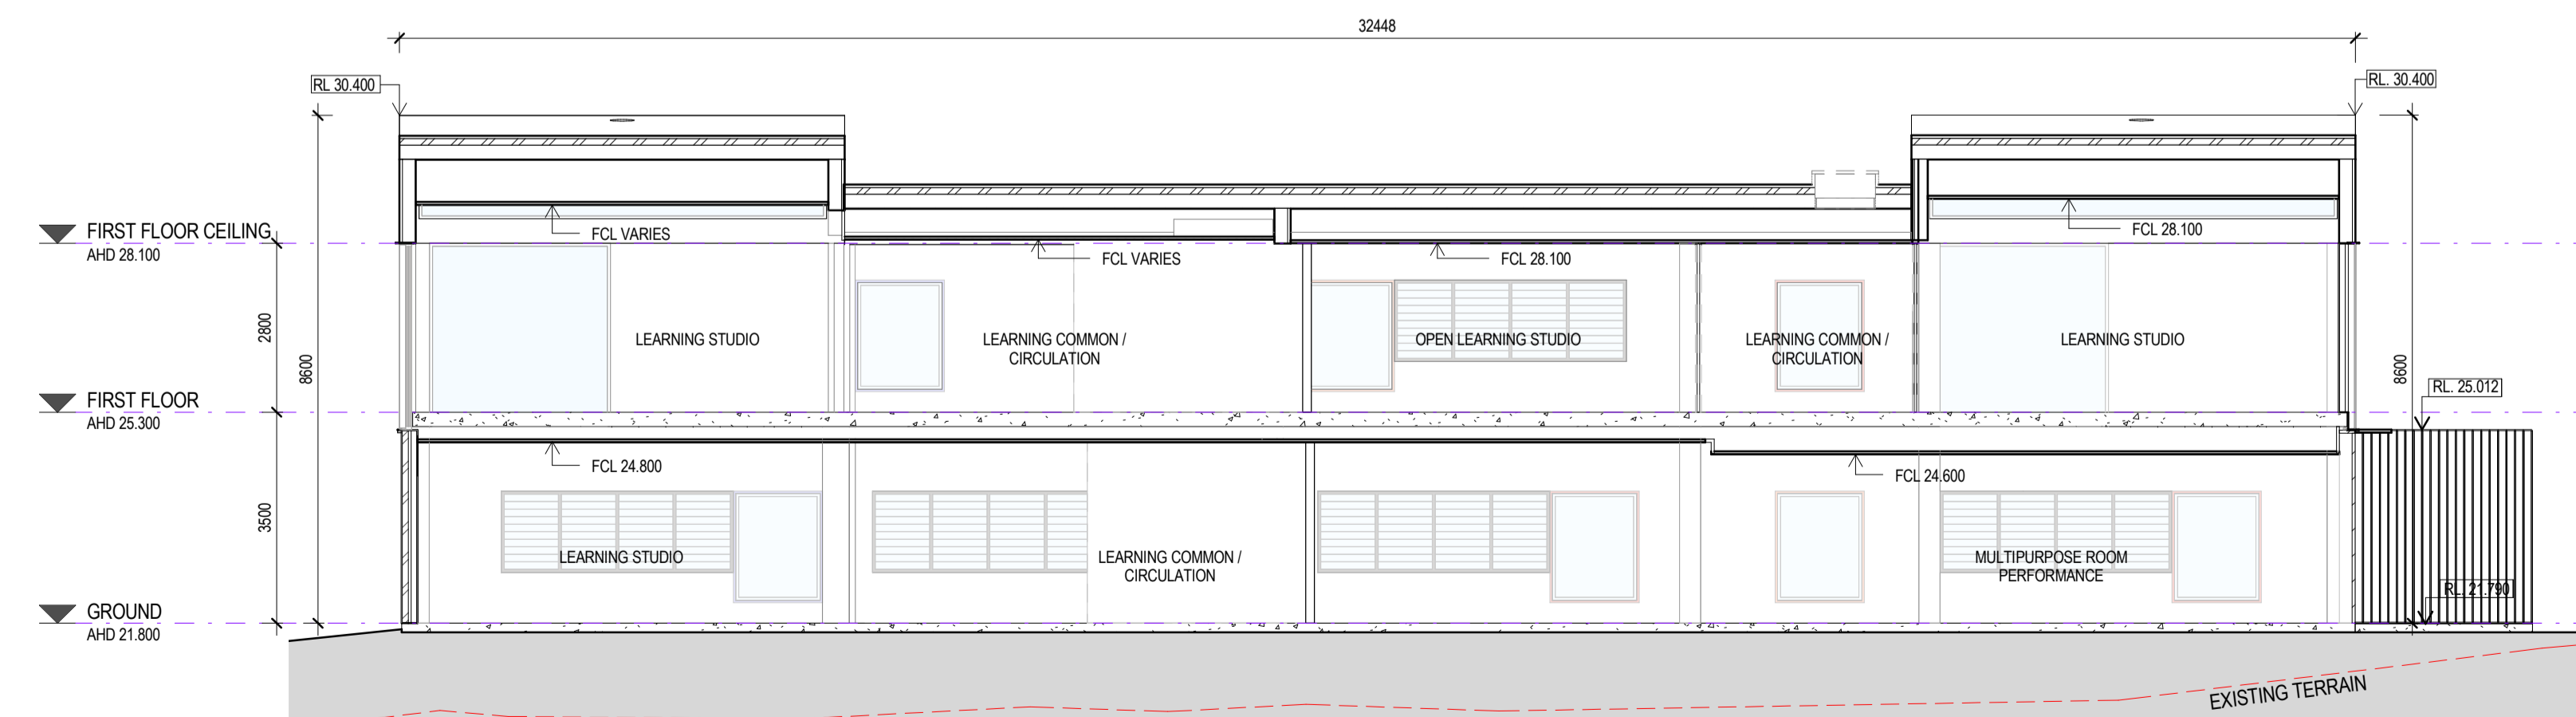 32448
RL 30.400
RL. 30.400
FIRST FLOOR CEILING
AHD 28.100
FCL VARIES
FCL VARIES
FCL 28.100
FCL 28.100
2800
8600
LEARNING STUDIO
LEARNING COMMON /
CIRCULATION
OPEN LEARNING STUDIO
LEARNING COMMON /
CIRCULATION
LEARNING STUDIO
8600
RL. 25.012
FIRST FLOOR
AHD 25.300
FCL 24.800
FCL 24.600
3500
LEARNING STUDIO
LEARNING COMMON /
CIRCULATION
MULTIPURPOSE ROOM
PERFORMANCE
RL. 21.790
GROUND
AHD 21.800
EXISTING TERRAIN